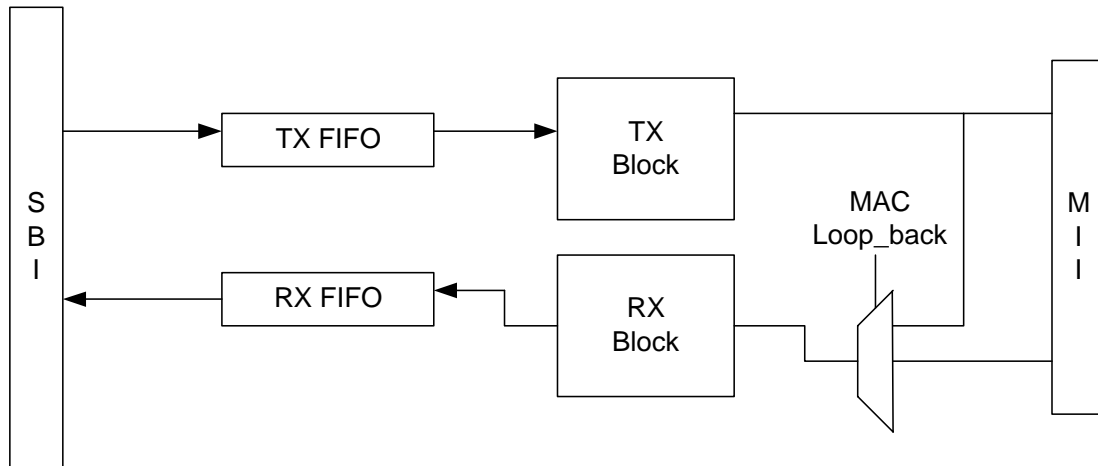 S
B
I
TX FIFO
TX
Block
MAC
Loop_back
M
I
I
RX FIFO
RX
Block